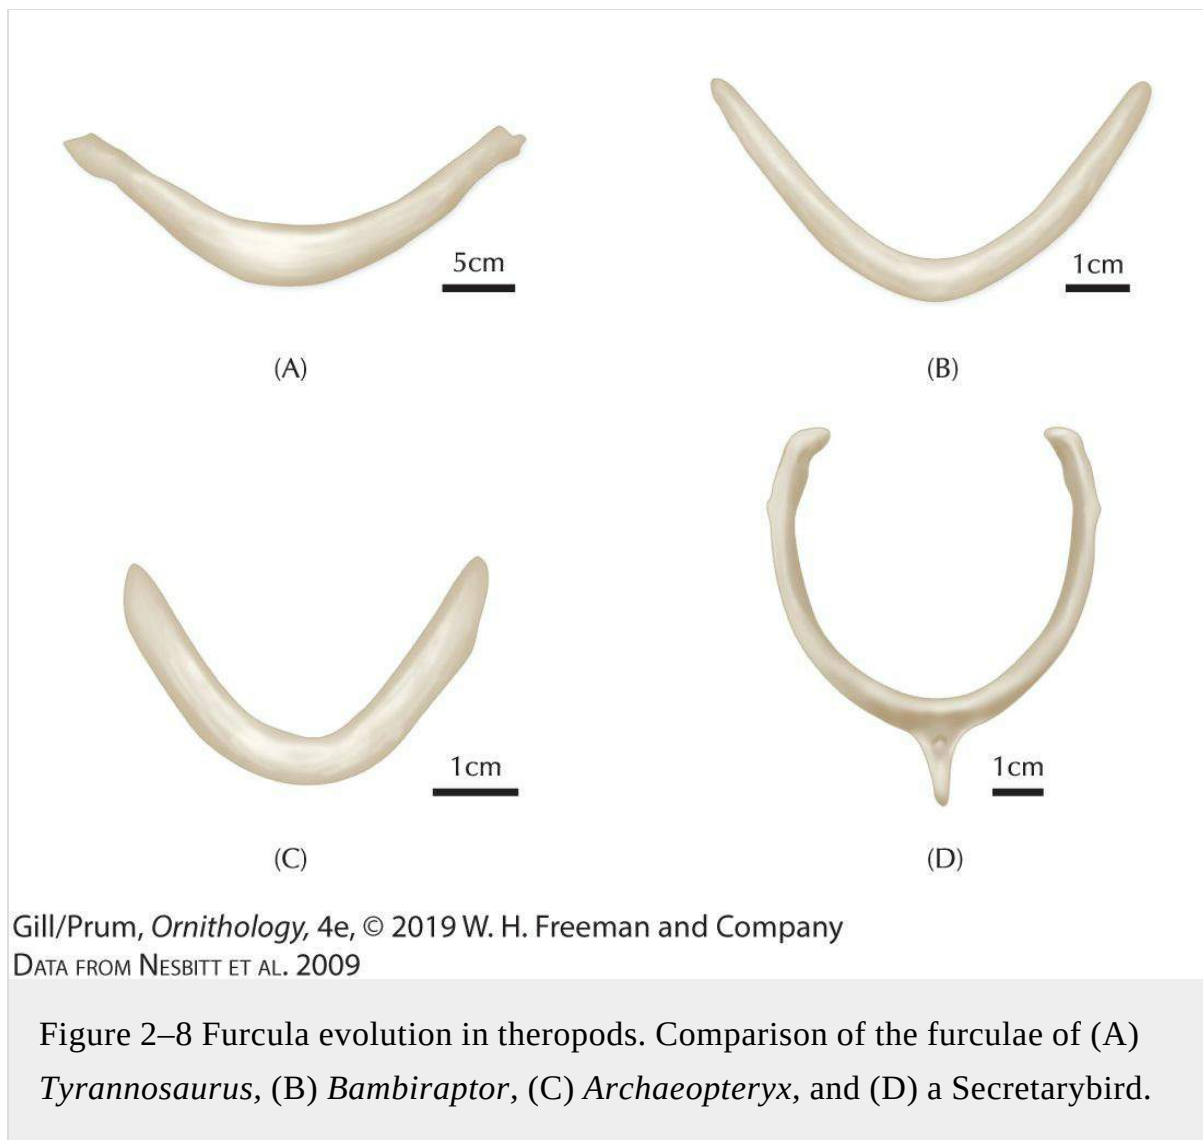 5cm
(A)
1cm
(B)
1cm
(C)
1cm
(D)
Gill/Prum, Ornithology, 4e, © 2019 W. H. Freeman and Company
DATA FROM NESBITT ET AL. 2009
Figure 2–8 Furcula evolution in theropods. Comparison of the furculae of (A)
Tyrannosaurus, (B) Bambiraptor, (C) Archaeopteryx, and (D) a Secretarybird.